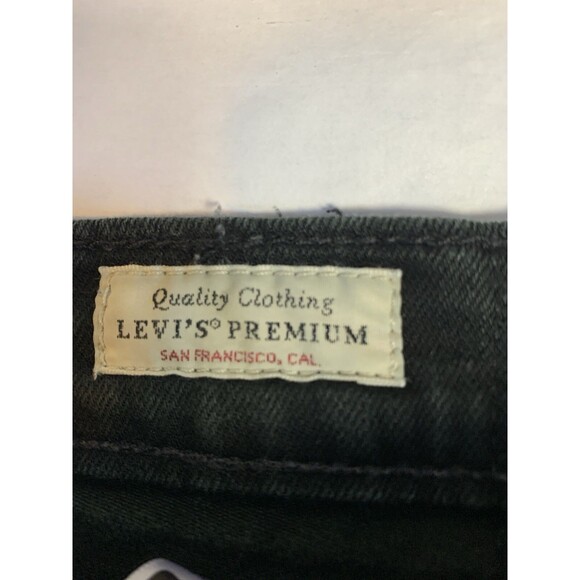 Quality Clothing
LEVI'S® PREMIUM
SAN FRANCISCO, CAL.